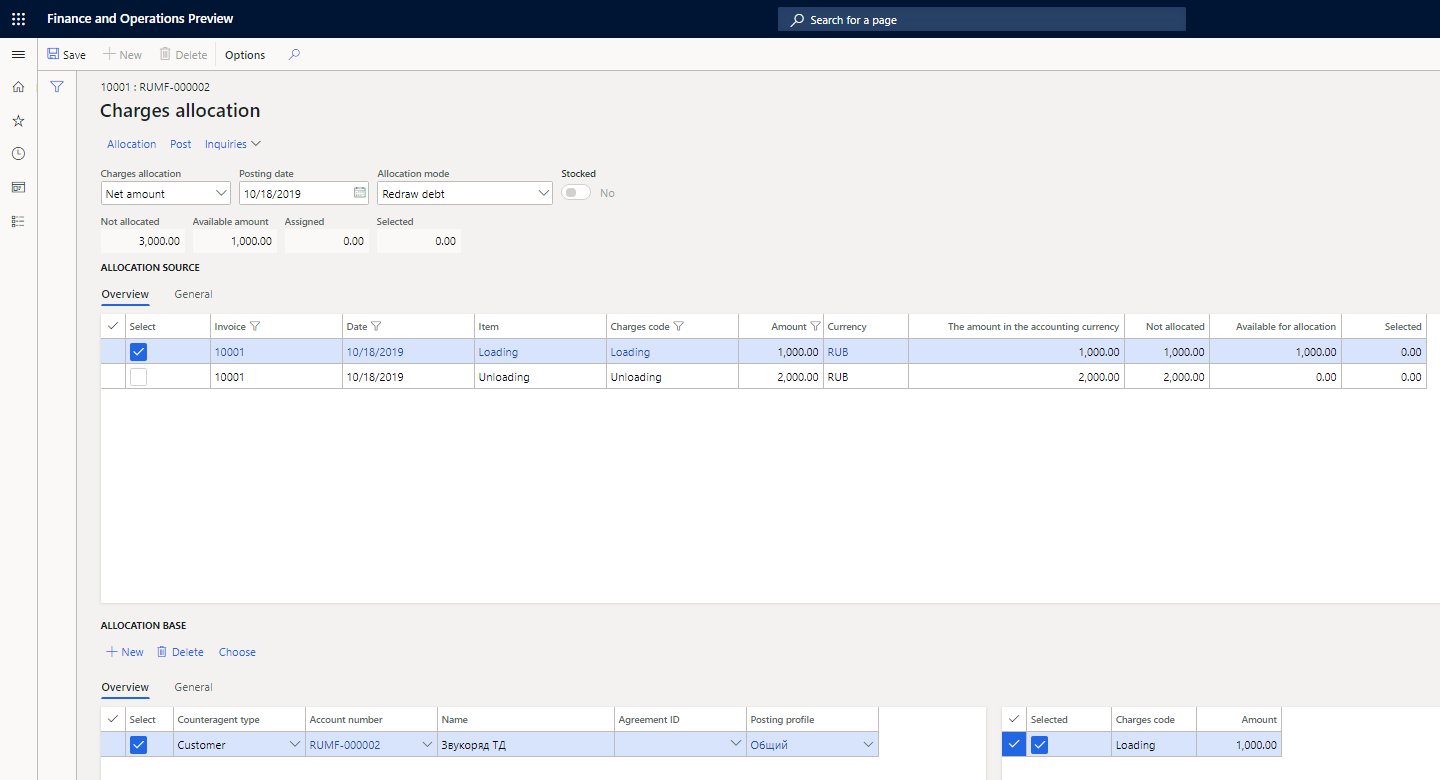 Finance and Operations Preview
Search for a page
Save New Delete Options
10001 : RUMF-000002
Charges allocation
Allocation Post Inquiries
Charges allocation Posting date Allocation mode Stocked
Net amount 10/18/2019 Redraw debt No
Not allocated Available amount Assigned Selected
3,000.00 1,000.00 0.00 0.00
ALLOCATION SOURCE
Overview General
Select Invoice Date Item Charges code Amount Currency The amount in the accounting currency Not allocated Available for allocation Selected
10001 10/18/2019 Loading Loading 1,000.00 RUB 1,000.00 1,000.00 1,000.00 0.00
10001 10/18/2019 Unloading Unloading 2,000.00 RUB 2,000.00 2,000.00 0.00 0.00
ALLOCATION BASE
New Delete Choose
Overview General
Select Counteragent type Account number Name Agreement ID Posting profile Selected Charges code Amount
Customer RUMF-000002 Звукоряд ТД Общий Loading 1,000.00